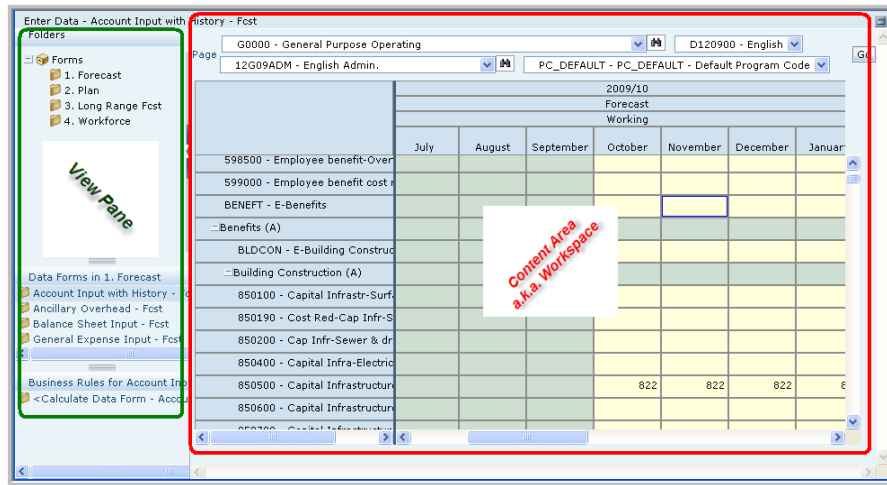 Enter Data - Account Input with History - Fcst
Folders
Forms
1. Forecast
2. Plan
3. Long Range Fcst
4. Workforce
View Pane
Data Forms in 1. Forecast
Account Input with History - Fc
Ancillary Overhead - Fcst
Balance Sheet Input - Fcst
General Expense Input - Fcst
Business Rules for Account Inp
<Calculate Data Form - Accou
Page
G0000 - General Purpose Operating
D120900 - English
Go
12G09ADM - English Admin.
PC_DEFAULT - PC_DEFAULT - Default Program Code
2009/10
Forecast
Working
July August September October November December Januar
598500 - Employee benefit-Over
599000 - Employee benefit cost r
BENEFT - E-Benefits
Benefits (A)
BLDCON - E-Building Construc
Building Construction (A)
850100 - Capital Infrastr-Surf
850190 - Cost Red-Cap Infr-S
850200 - Cap Infr-Sewer & dr
850400 - Capital Infra-Electric
850500 - Capital Infrastructur 822 822 822 8
850600 - Capital Infrastructur
Content Area
a.k.a. Workspace